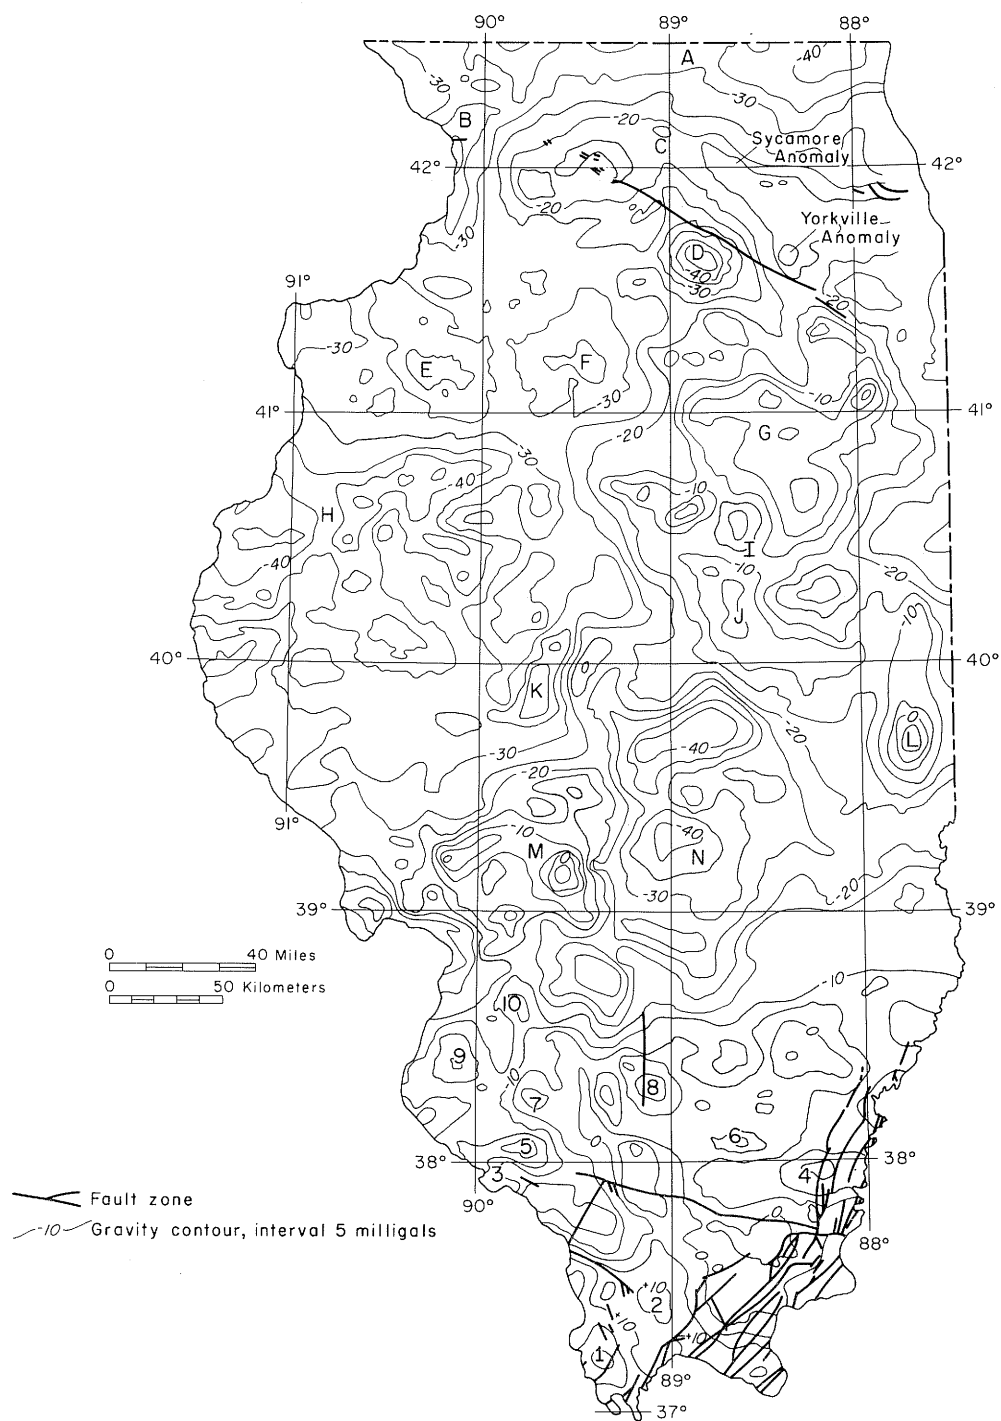 90° 89° 88°
A
-40
-30
-30
-30
B
-20
C
Sycamore
Anomaly
42° 42°
-20
-20
Yorkville
Anomaly
-30
D
-40
-30
91°
-20
-30
E
F
-30
-10
41° 41°
-20
G
-30
-40
-10
H
I
-40
-10
-20
J
-10
40° 40°
0
K
0
L
-20
-40
-30
-20
91°
-10
-40
M
0
N
-30
-20
39° 39°
0 40 Miles
0 50 Kilometers
-10
10
9
-10
8
7
6
0
5
38° 38°
3
4
90°
Fault zone
0
-10 Gravity contour, interval 5 milligals
88°
+10
2
+10
+10
1
89°
37°